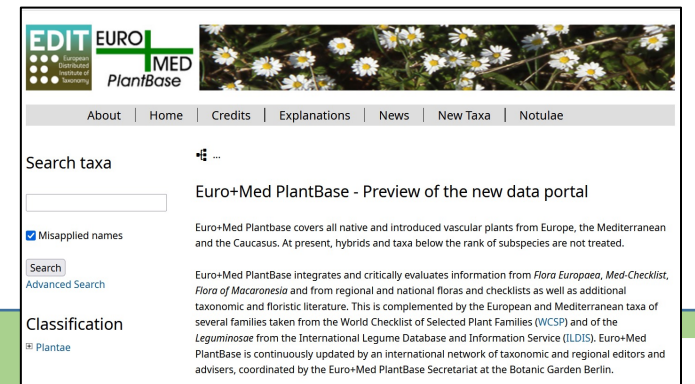 EDIT
European
Distributed
Institute of
Taxonomy
EURO
MED
PlantBase
About | Home | Credits | Explanations | News | New Taxa | Notulae
Search taxa
Misapplied names
Search
Advanced Search
Classification
Plantae
...
Euro+Med PlantBase - Preview of the new data portal
Euro+Med Plantbase covers all native and introduced vascular plants from Europe, the Mediterranean
and the Caucasus. At present, hybrids and taxa below the rank of subspecies are not treated.
Euro+Med PlantBase integrates and critically evaluates information from Flora Europaea, Med-Checklist,
Flora of Macaronesia and from regional and national floras and checklists as well as additional
taxonomic and floristic literature. This is complemented by the European and Mediterranean taxa of
several families taken from the World Checklist of Selected Plant Families (WCSP) and of the
Leguminosae from the International Legume Database and Information Service (ILDIS). Euro+Med
PlantBase is continuously updated by an international network of taxonomic and regional editors and
advisers, coordinated by the Euro+Med PlantBase Secretariat at the Botanic Garden Berlin.